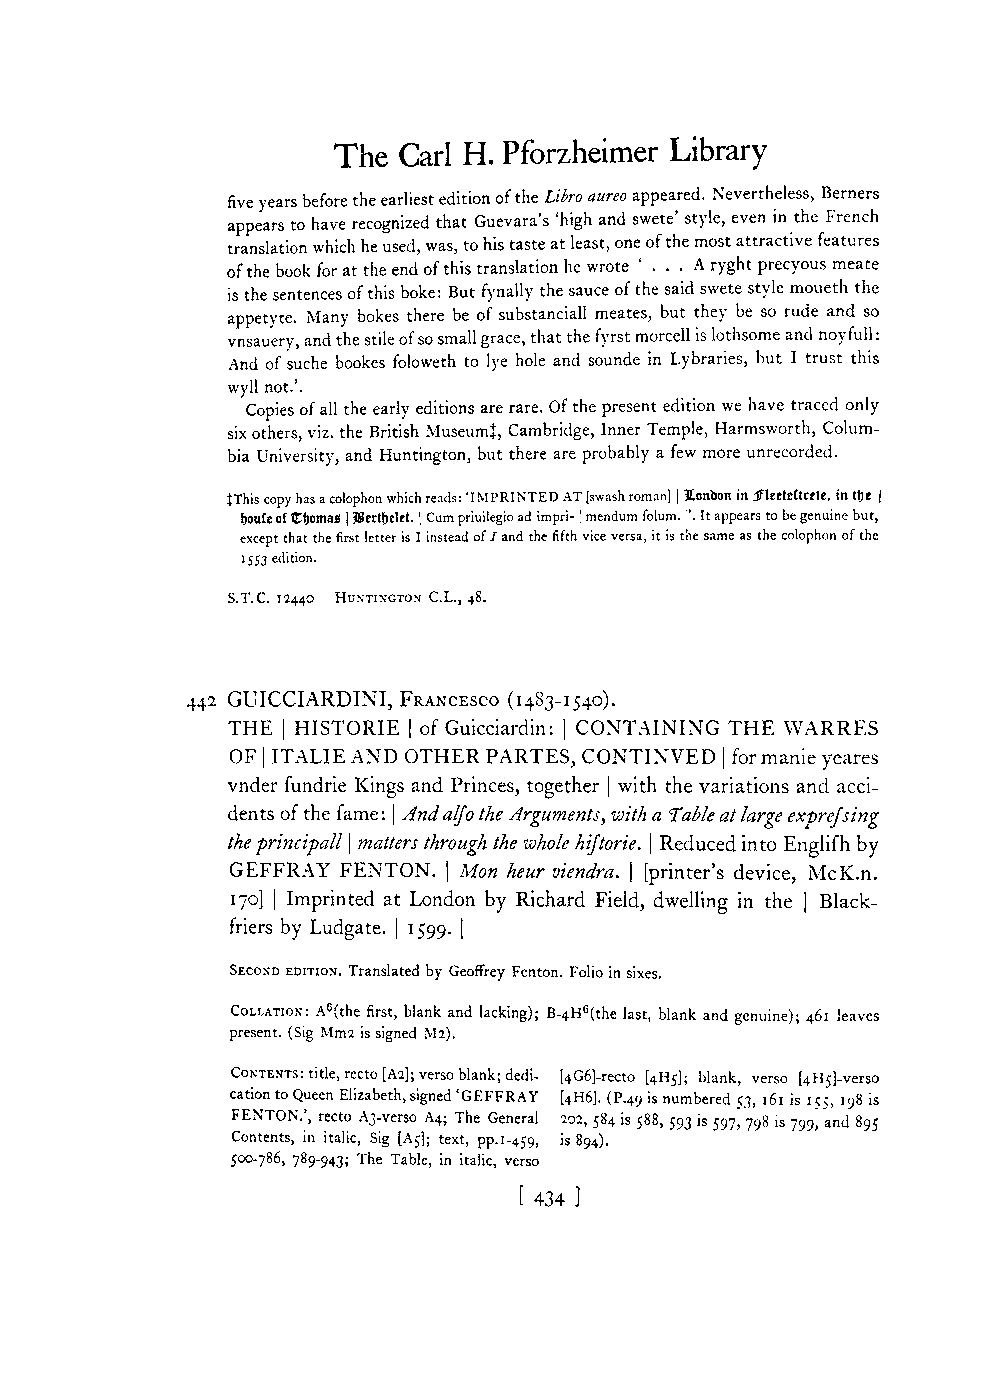 The Carl H. Pforzheimer Library
five years before the earliest edition of the Libro aureo appeared. Nevertheless, Berners
appears to have recognized that Guevara's ‘high and swete’ style, even in the French
translation which he used, was, to his taste at least, one of the most attractive features
of the book for at the end of this translation he wrote ‘ . . . A ryght precyous meate
is the sentences of this boke: But fynally the sauce of the said swete style moueth the
appetyte. Many bokes there be of substanciall meates, but they be so rude and so
vnsauery, and the stile of so small grace, that the fyrst morcell is lothsome and noyfull:
And of suche bookes foloweth to lye hole and sounde in Lybraries, but I trust this
wyll not.’.
Copies of all the early editions are rare. Of the present edition we have traced only
six others, viz. the British Museum‡, Cambridge, Inner Temple, Harmsworth, Colum-
bia University, and Huntington, but there are probably a few more unrecorded.
‡This copy has a colophon which reads: ‘IMPRINTED AT [swash roman] | London in Fleeteſtrete, in the |
houſe of Thomas | Berthelet. | Cum priuilegio ad impri- | mendum ſolum. ’. It appears to be genuine but,
except that the first letter is I instead of I and the fifth vice versa, it is the same as the colophon of the
1553 edition.
S.T.C. 12440 HUNTINGTON C.L., 48.
442 GUICCIARDINI, FRANCESCO (1483-1540).
THE | HISTORIE | of Guicciardin: | CONTAINING THE WARRES
OF | ITALIE AND OTHER PARTES, CONTINVED | for manie yeares
vnder ſundrie Kings and Princes, together | with the variations and acci-
dents of the ſame: | And alſo the Arguments, with a Table at large expreſsing
the principall | matters through the whole hiſtorie. | Reduced into Engliſh by
GEFFRAY FENTON. | Mon heur viendra. | [printer's device, McK.n.
170] | Imprinted at London by Richard Field, dwelling in the | Black-
friers by Ludgate. | 1599. |
SECOND EDITION. Translated by Geoffrey Fenton. Folio in sixes.
COLLATION: A⁶(the first, blank and lacking); B-4H⁶(the last, blank and genuine); 461 leaves
present. (Sig Mm2 is signed M2).
CONTENTS: title, recto [A2]; verso blank; dedi-
cation to Queen Elizabeth, signed ‘GEFFRAY
FENTON.’, recto A3-verso A4; The General
Contents, in italic, Sig [A5]; text, pp.1-459,
500-786, 789-943; The Table, in italic, verso
[4G6]-recto [4H5]; blank, verso [4H5]-verso
[4H6]. (P.49 is numbered 53, 161 is 155, 198 is
202, 584 is 588, 593 is 597, 798 is 799, and 895
is 894).
[ 434 ]